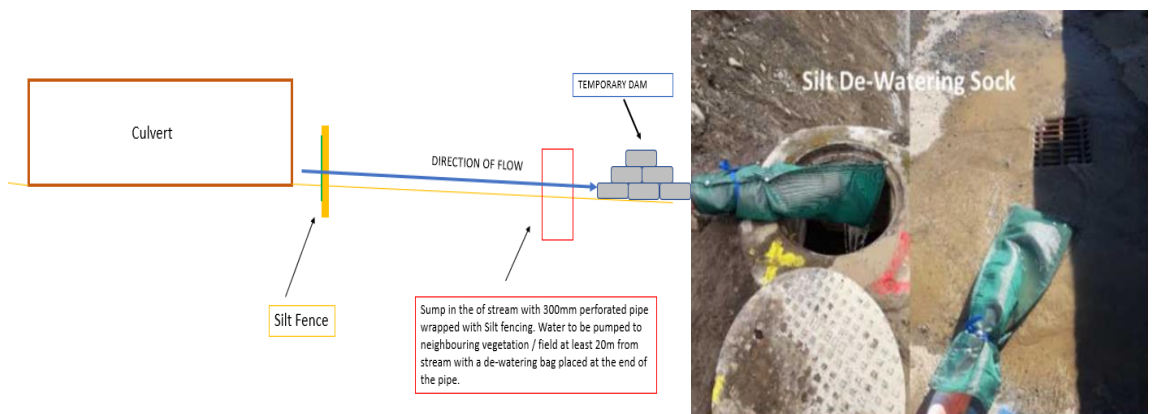 Culvert
Silt Fence
DIRECTION OF FLOW
TEMPORARY DAM
Sump in the of stream with 300mm perforated pipe
wrapped with Silt fencing. Water to be pumped to
neighbouring vegetation / field at least 20m from
stream with a de-watering bag placed at the end of
the pipe.
Silt De-Watering Sock